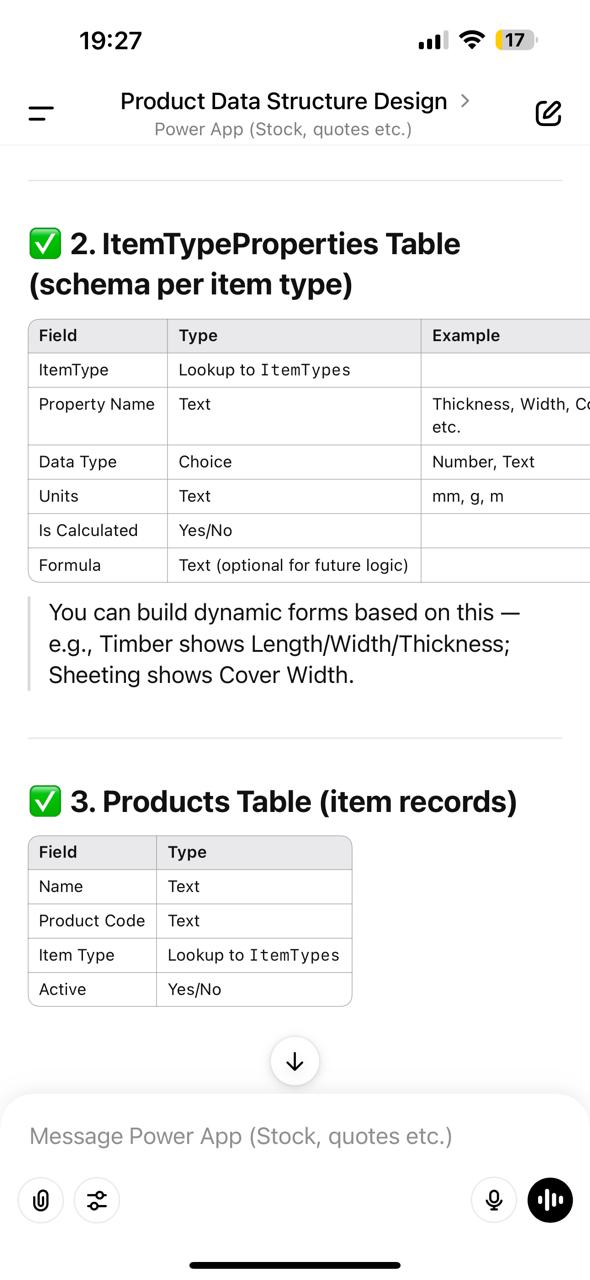 19:27
17
Product Data Structure Design
Power App (Stock, quotes etc.)
2. ItemTypeProperties Table
(schema per item type)
Field Type Example
ItemType Lookup to ItemTypes
Property Name Text Thickness, Width,
etc.
Data Type Choice Number, Text
Units Text mm, g, m
Is Calculated Yes/No
Formula Text (optional for future logic)
You can build dynamic forms based on this —
e.g., Timber shows Length/Width/Thickness;
Sheeting shows Cover Width.
3. Products Table (item records)
Field Type
Name Text
Product Code Text
Item Type Lookup to ItemTypes
Active Yes/No
Message Power App (Stock, quotes etc.)